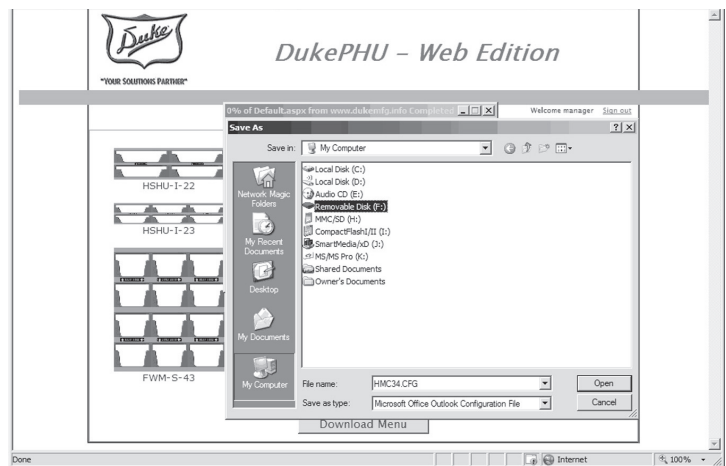 Duke
"YOUR SOLUTIONS PARTNER"
DukePHU – Web Edition
Welcome manager Sign out
0% of Default.aspx from www.dukemfg.info Completed
Save As
Save in: My Computer
HSHU-I-22
HSHU-I-23
FWM-S-43
Network Magic Folders
My Recent Documents
Desktop
My Documents
My Computer
Local Disk (C:)
Local Disk (D:)
Audio CD (E:)
Removable Disk (F:)
MMC/SD (H:)
CompactFlashI/II (I:)
SmartMedia/xD (J:)
MS/MS Pro (K:)
Shared Documents
Owner's Documents
File name: HMC34.CFG Open
Save as type: Microsoft Office Outlook Configuration File Cancel
Download Menu
Done Internet 100%